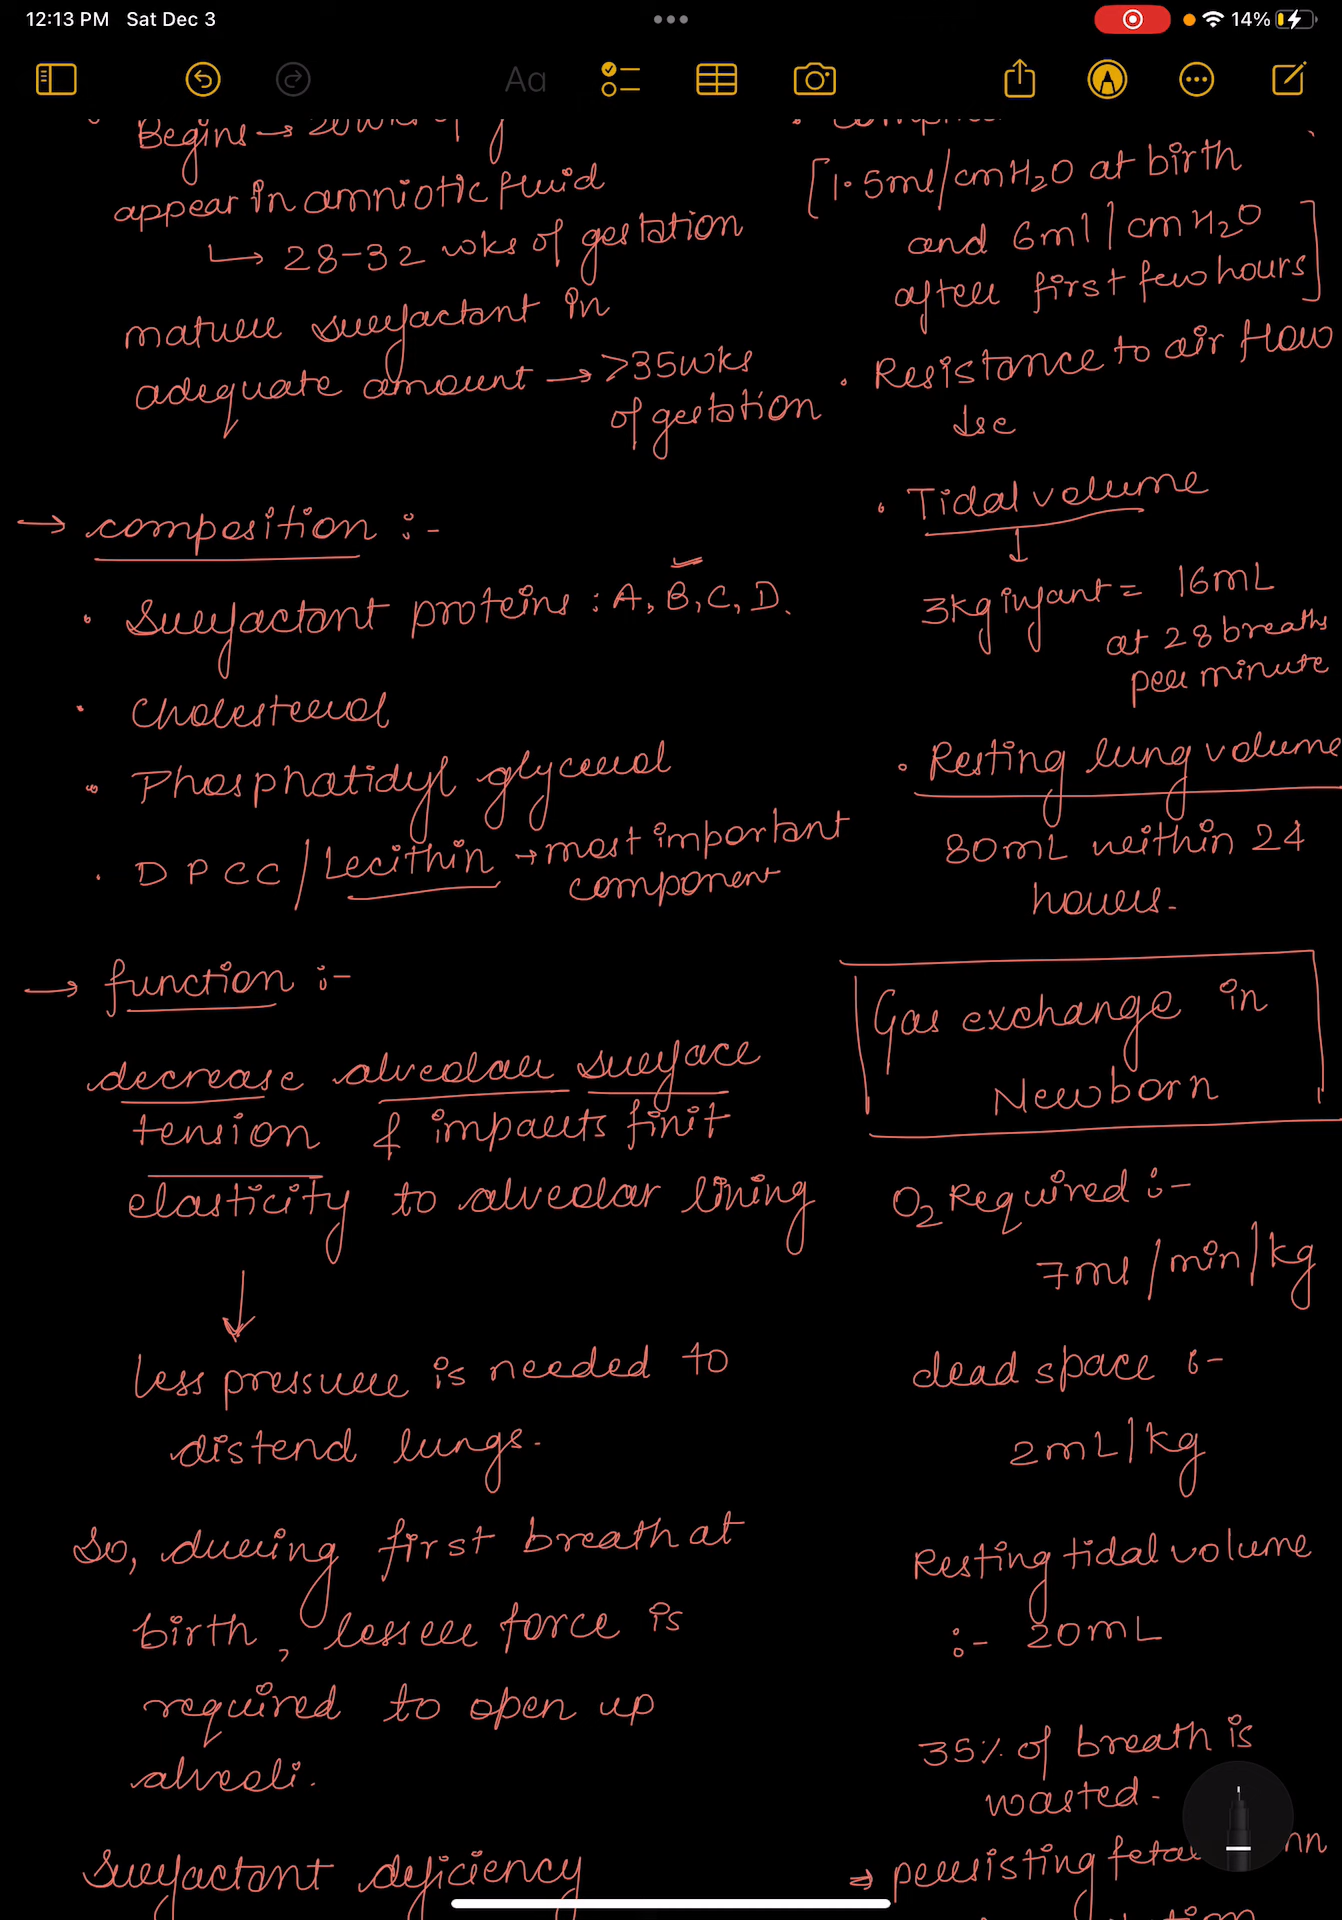 12:13 PM Sat Dec 3
14%
Aa
Begins → 20wks of
appear in amniotic fluid
↳ 28-32 wks of gestation
mature surfactant in
adequate amount → >35wks
of gestation
→ composition :-
• Surfactant proteins : A, B, C, D.
• Cholesterol
• Phosphatidyl glycerol
• DPCC / Lecithin → most important
component
→ function :-
decrease alveolar surface
tension & imparts finit
elasticity to alveolar lining
↓
less pressure is needed to
distend lungs.
So, during first breath at
birth, lesser force is
required to open up
alveoli.
Surfactant deficiency
[1.5ml/cmH₂O at birth
and 6ml/cmH₂O
after first few hours]
• Resistance to air flow
↓se
• Tidal volume
↓
3kg infant = 16mL
at 28 breaths
per minute
• Resting lung volume
80mL within 24
hours.
Gas exchange in
Newborn
O₂ Required :-
7ml/min/kg
dead space :-
2mL/kg
Resting tidal volume
:- 20mL
35% of breath is
wasted.
⇒ persisting